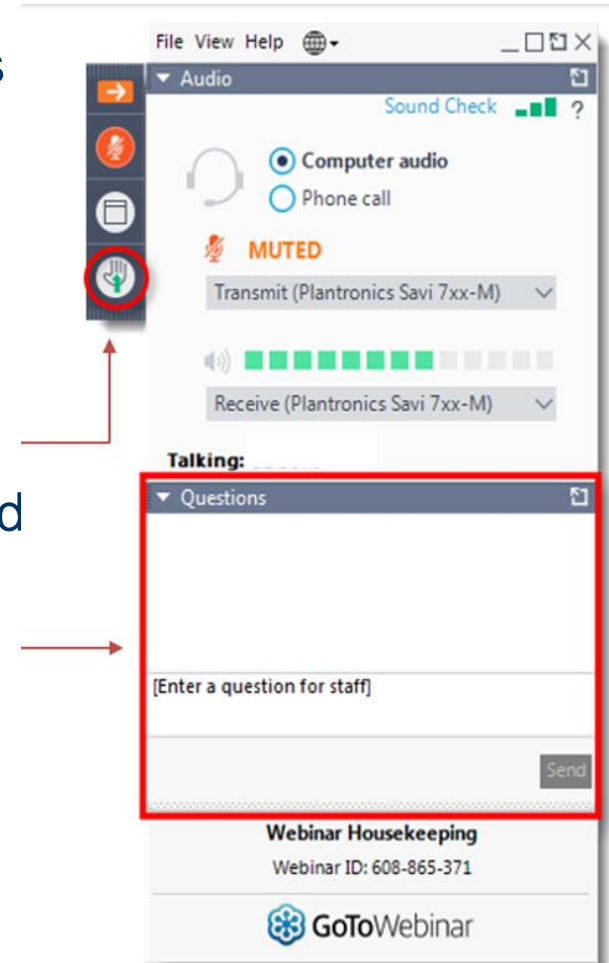 s
d
File View Help
Audio
Sound Check ?
Computer audio
Phone call
MUTED
Transmit (Plantronics Savi 7xx-M)
Receive (Plantronics Savi 7xx-M)
Talking:
Questions
[Enter a question for staff]
Send
Webinar Housekeeping
Webinar ID: 608-865-371
GoToWebinar